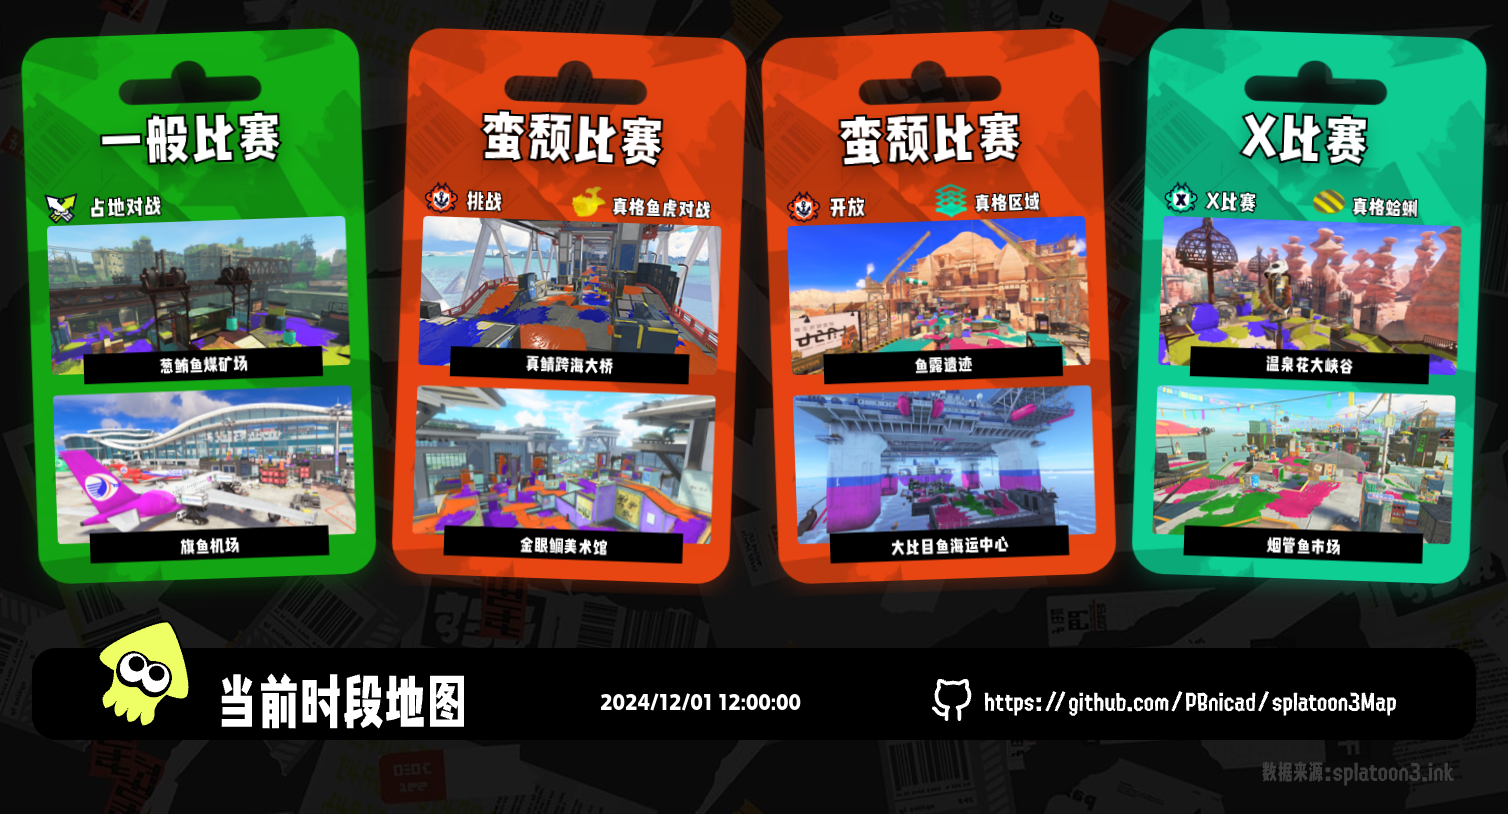 一般比赛
占地对战
葱鲔鱼煤矿场
旗鱼机场
蛮颓比赛
挑战
真格鱼虎对战
真鲭跨海大桥
金眼鲷美术馆
蛮颓比赛
开放
真格区域
鱼露遗迹
大比目鱼海运中心
X比赛
X比赛
真格蛤蜊
温泉花大峡谷
烟管鱼市场
当前时段地图
2024/12/01 12:00:00
https://github.com/PBnicad/splatoon3Map
数据来源:splatoon3.ink